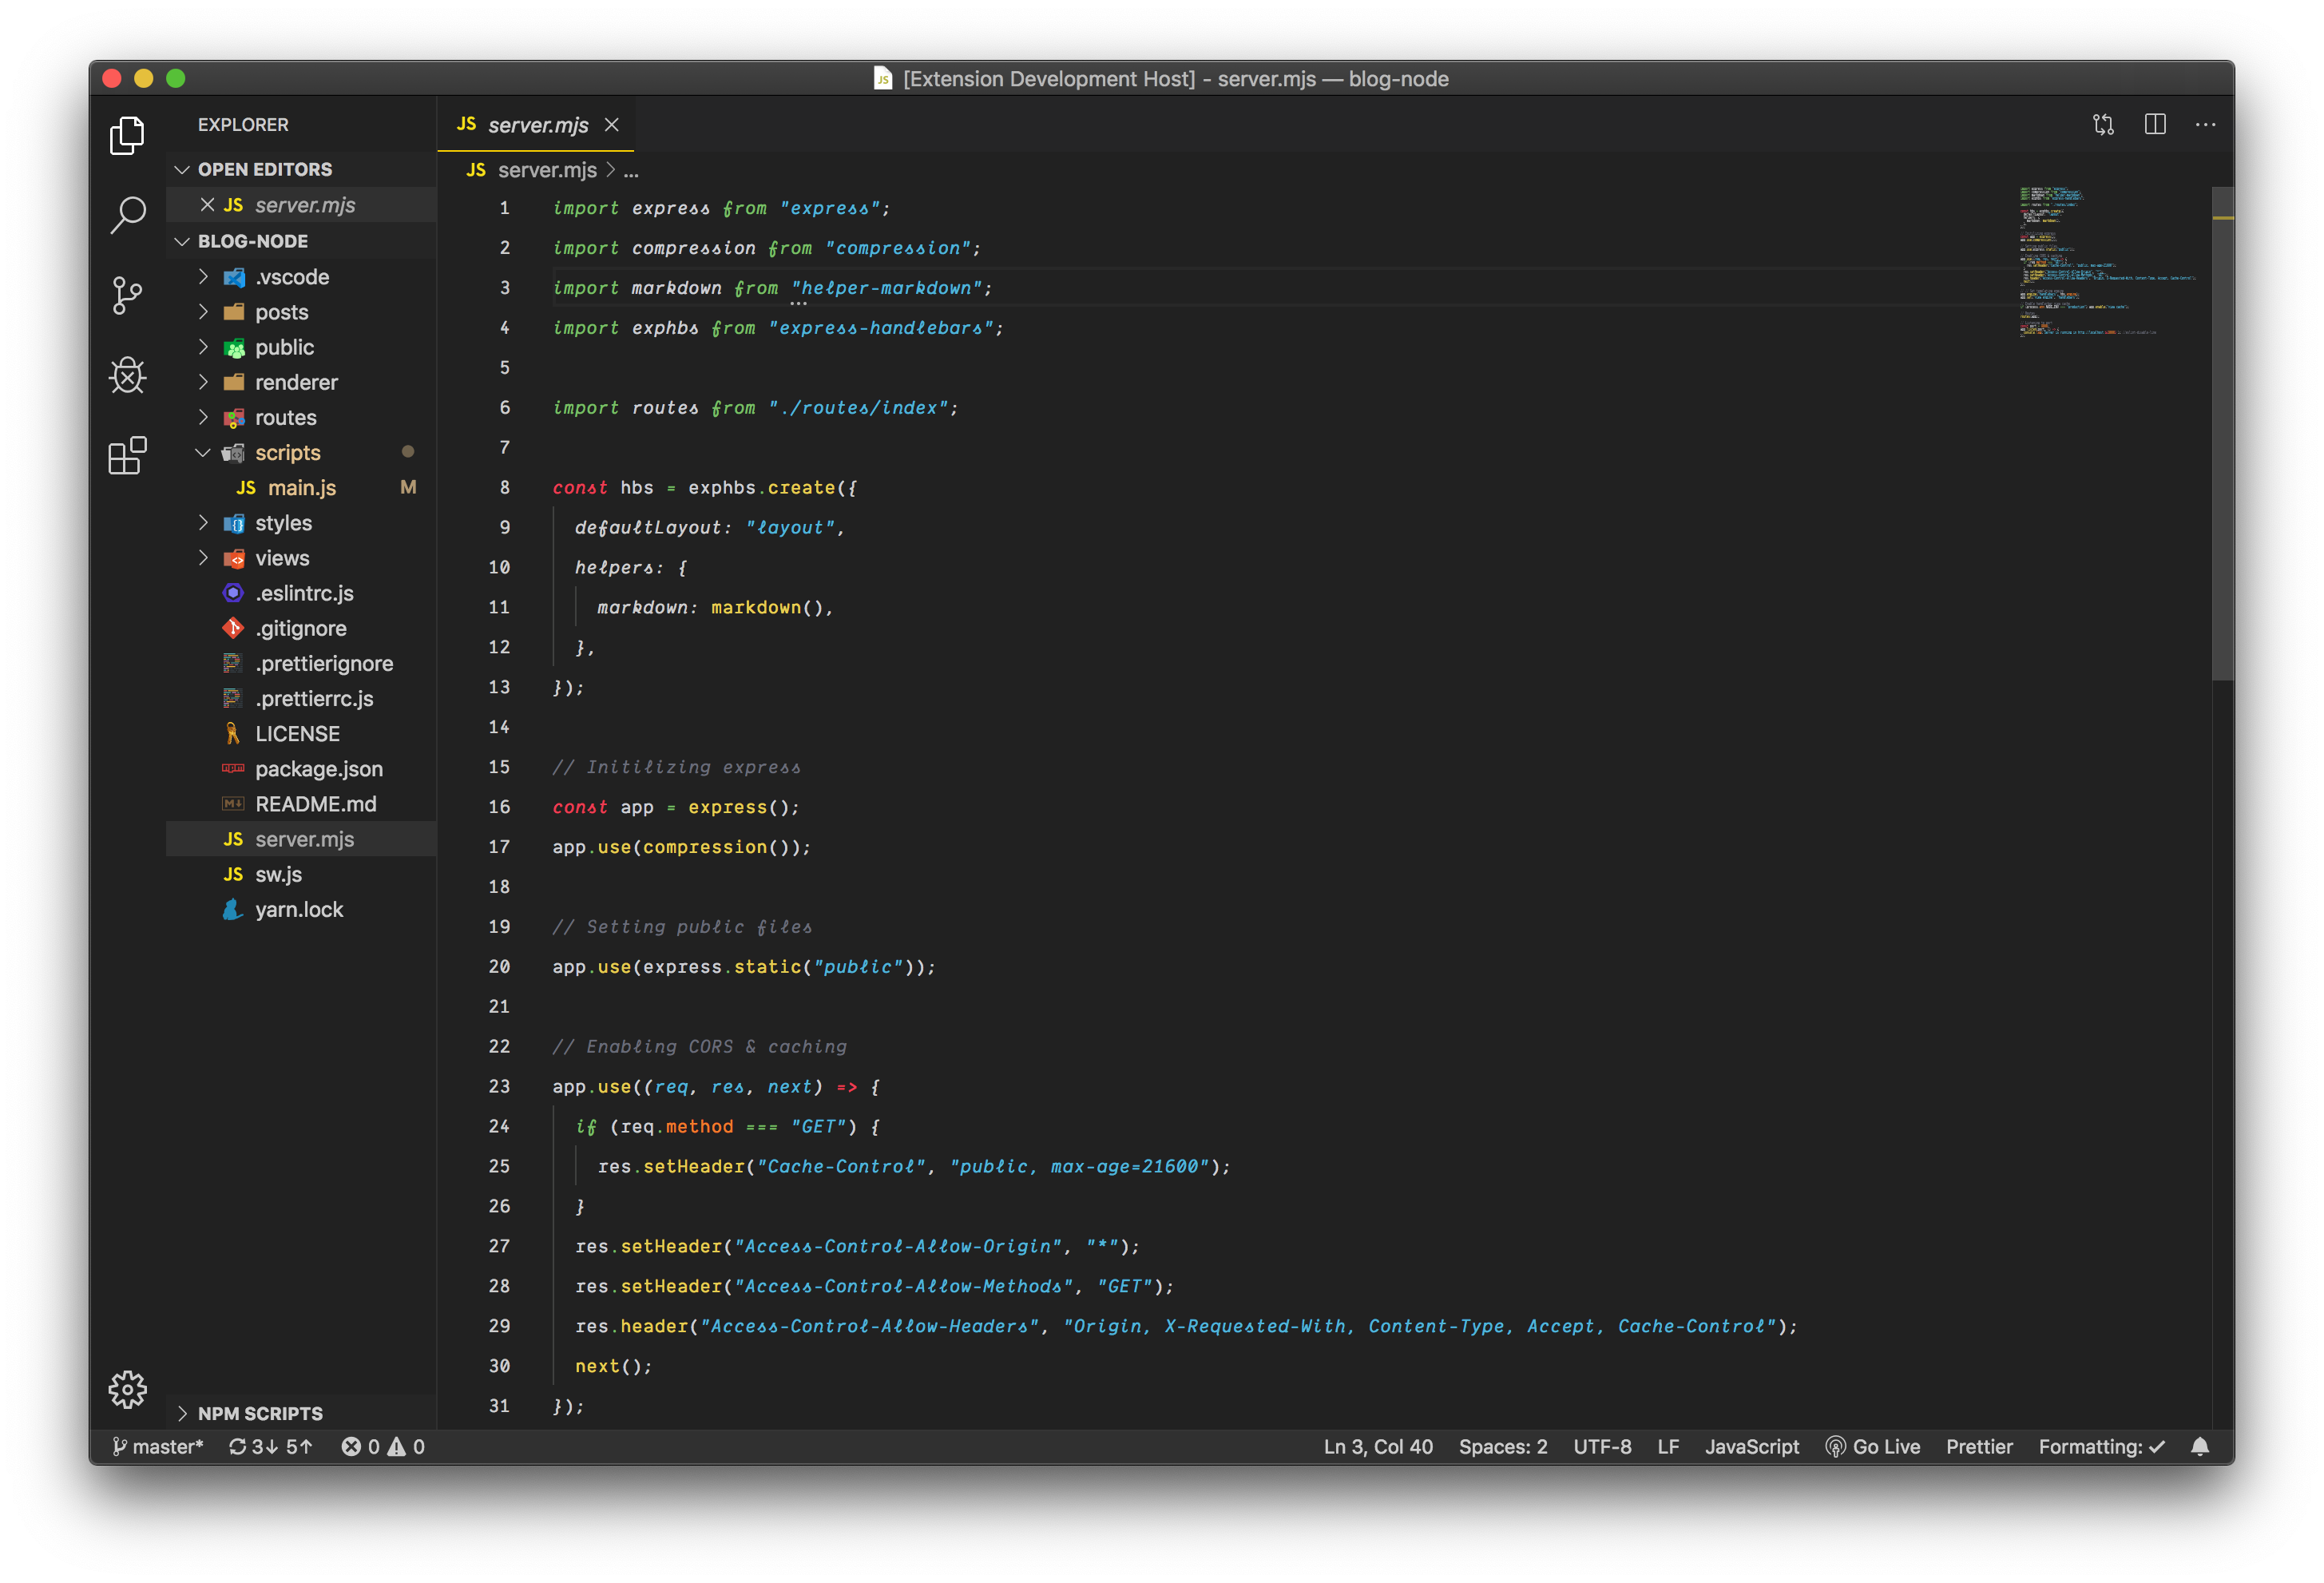 [Extension Development Host] - server.mjs — blog-node
EXPLORER
OPEN EDITORS
JS server.mjs
BLOG-NODE
.vscode
posts
public
renderer
routes
scripts
JS main.js M
styles
views
.eslintrc.js
.gitignore
.prettierignore
.prettierrc.js
LICENSE
package.json
README.md
JS server.mjs
JS sw.js
yarn.lock
NPM SCRIPTS
JS server.mjs
JS server.mjs > ...
1 import express from "express";
2 import compression from "compression";
3 import markdown from "helper-markdown";
4 import exphbs from "express-handlebars";
5
6 import routes from "./routes/index";
7
8 const hbs = exphbs.create({
9 defaultLayout: "layout",
10 helpers: {
11 markdown: markdown(),
12 },
13 });
14
15 // Initilizing express
16 const app = express();
17 app.use(compression());
18
19 // Setting public files
20 app.use(express.static("public"));
21
22 // Enabling CORS & caching
23 app.use((req, res, next) => {
24 if (req.method === "GET") {
25 res.setHeader("Cache-Control", "public, max-age=21600");
26 }
27 res.setHeader("Access-Control-Allow-Origin", "*");
28 res.setHeader("Access-Control-Allow-Methods", "GET");
29 res.header("Access-Control-Allow-Headers", "Origin, X-Requested-With, Content-Type, Accept, Cache-Control");
30 next();
31 });
master* 3↓ 5↑ 0 0 Ln 3, Col 40 Spaces: 2 UTF-8 LF JavaScript Go Live Prettier Formatting: ✓